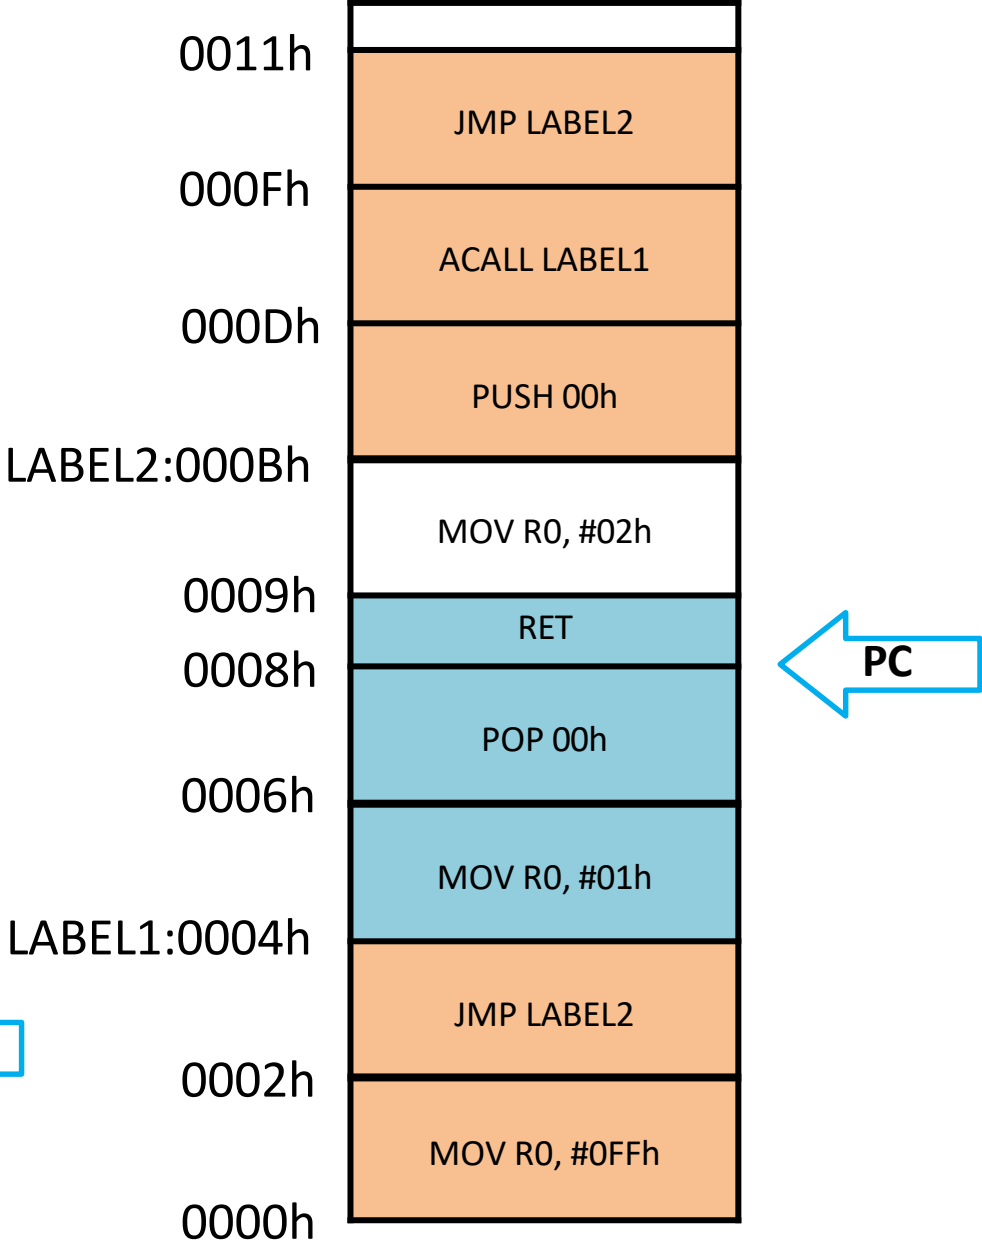 0011h
JMP LABEL2
000Fh
ACALL LABEL1
000Dh
PUSH 00h
LABEL2:000Bh
MOV R0, #02h
0009h
RET
0008h
PC
POP 00h
0006h
MOV R0, #01h
LABEL1:0004h
JMP LABEL2
0002h
MOV R0, #0FFh
0000h